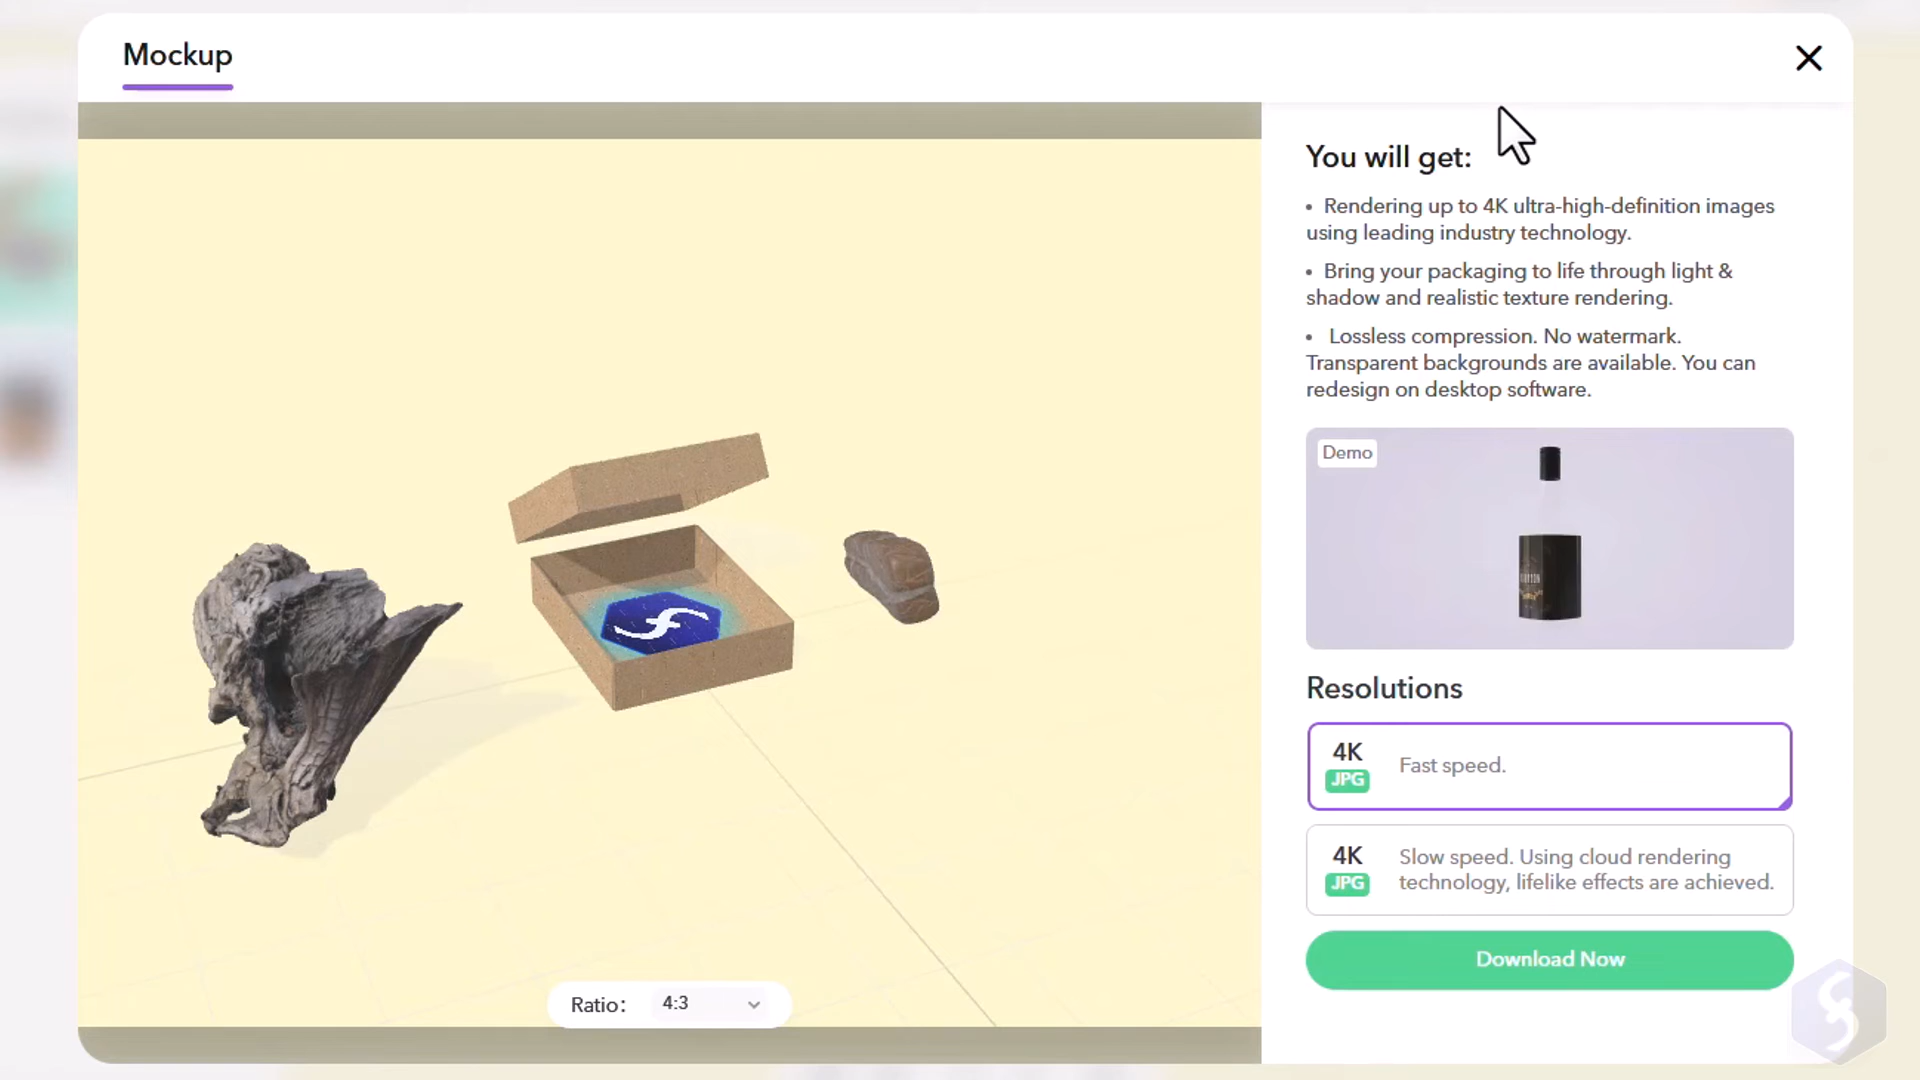 Mockup
You will get:
• Rendering up to 4K ultra-high-definition images
using leading industry technology.
• Bring your packaging to life through light &
shadow and realistic texture rendering.
• Lossless compression. No watermark.
Transparent backgrounds are available. You can
redesign on desktop software.
Demo
Resolutions
4K
JPG
Fast speed.
4K
JPG
Slow speed. Using cloud rendering
technology, lifelike effects are achieved.
Download Now
Ratio: 4:3